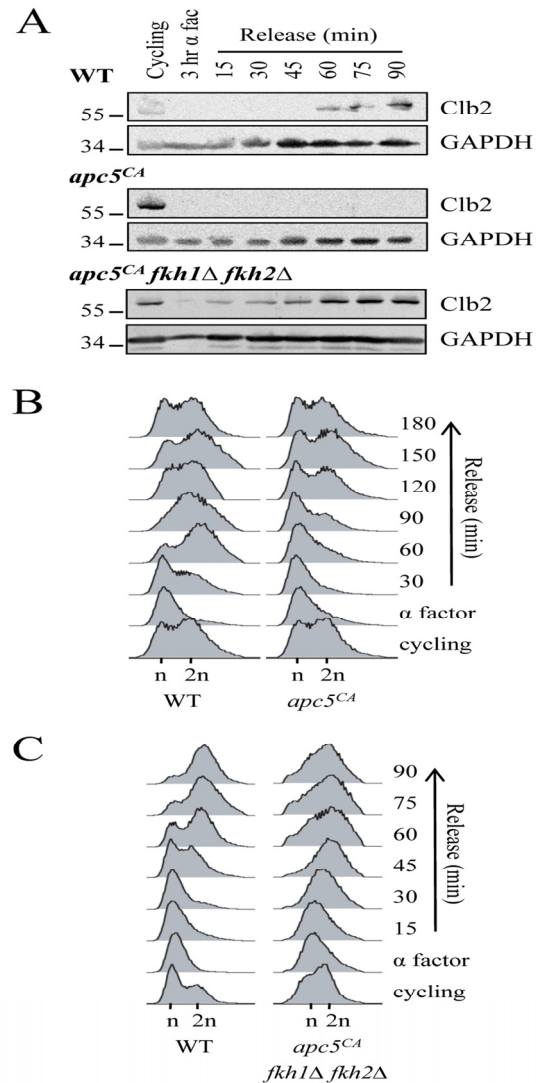 A
Cycling
3 hr α fac
Release (min)
15 30 45 60 75 90
WT
55 Clb2
34 GAPDH
apc5CA
55 Clb2
34 GAPDH
apc5CA fkh1Δ fkh2Δ
55 Clb2
34 GAPDH
B
180
150
120
90
60
30
α factor
cycling
Release (min)
n 2n n 2n
WT apc5CA
C
90
75
60
45
30
15
α factor
cycling
Release (min)
n 2n n 2n
WT apc5CA
fkh1Δ fkh2Δ